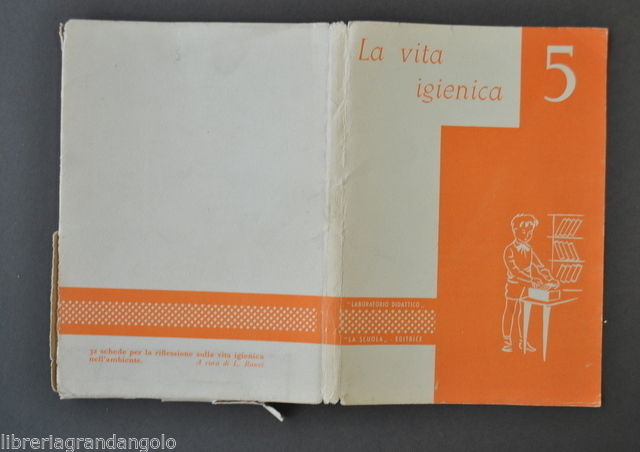 La vita
igienica
5
"LABORATORIO DIDATTICO„
"LA SCUOLA„ - EDITRICE
32 schede per la riflessione sulla vita igienica
nell'ambiente.
A cura di L. Rossi
libreriagrandangolo